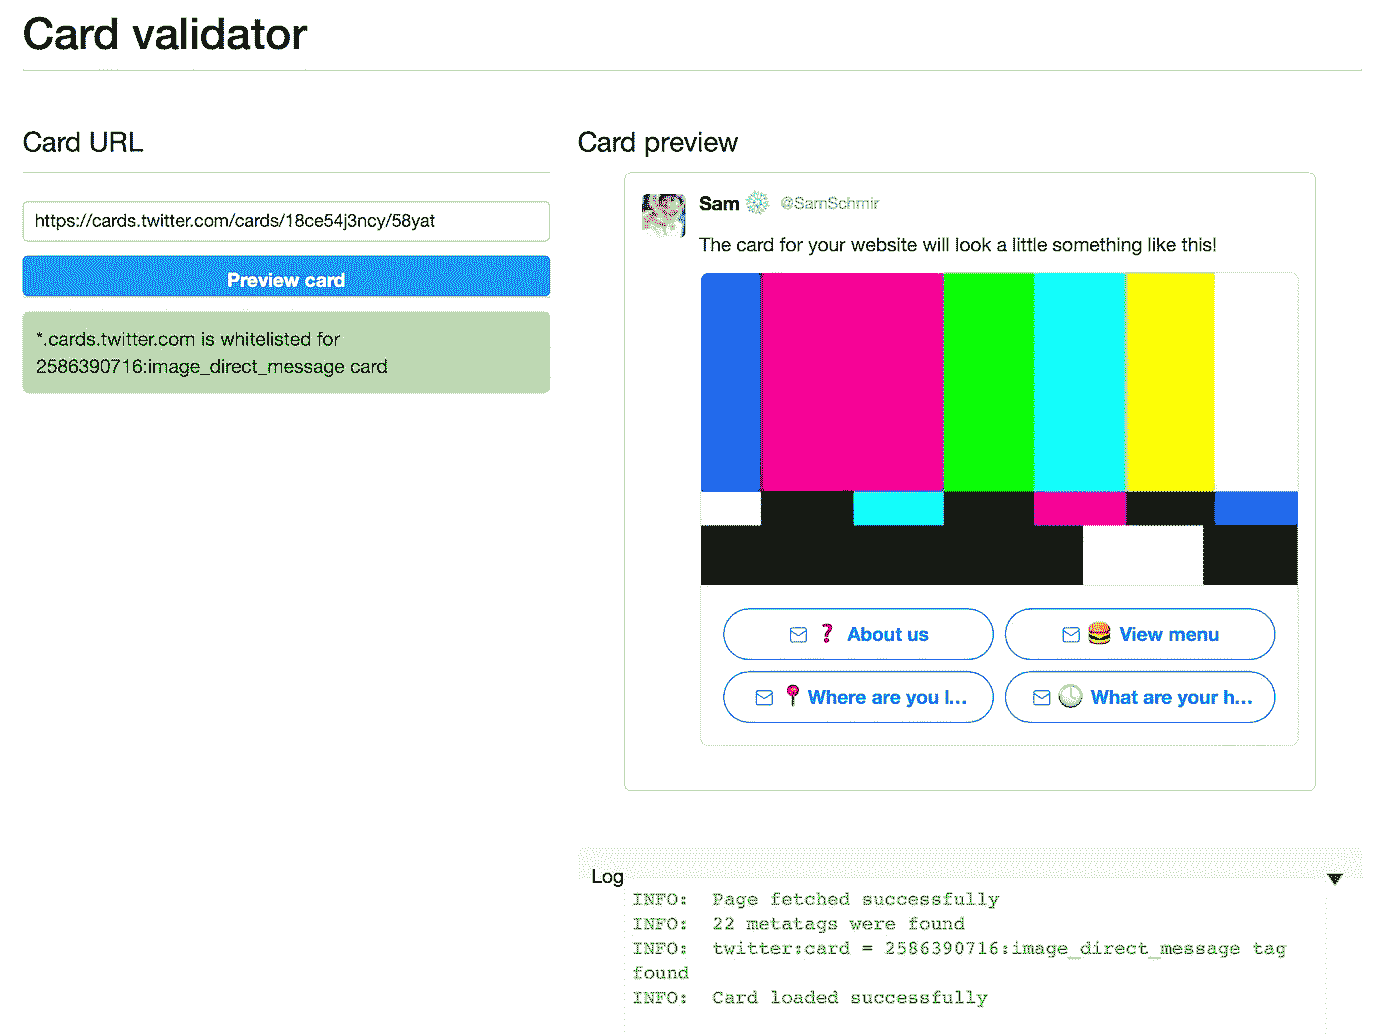 Card validator
Card URL
https://cards.twitter.com/cards/18ce54j3ncy/58yat
Preview card
*.cards.twitter.com is whitelisted for
2586390716:image_direct_message card
Card preview
Sam @SamSchmir
The card for your website will look a little something like this!
About us
View menu
Where are you l...
What are your h...
Log
INFO: Page fetched successfully
INFO: 22 metatags were found
INFO: twitter:card = 2586390716:image_direct_message tag
found
INFO: Card loaded successfully